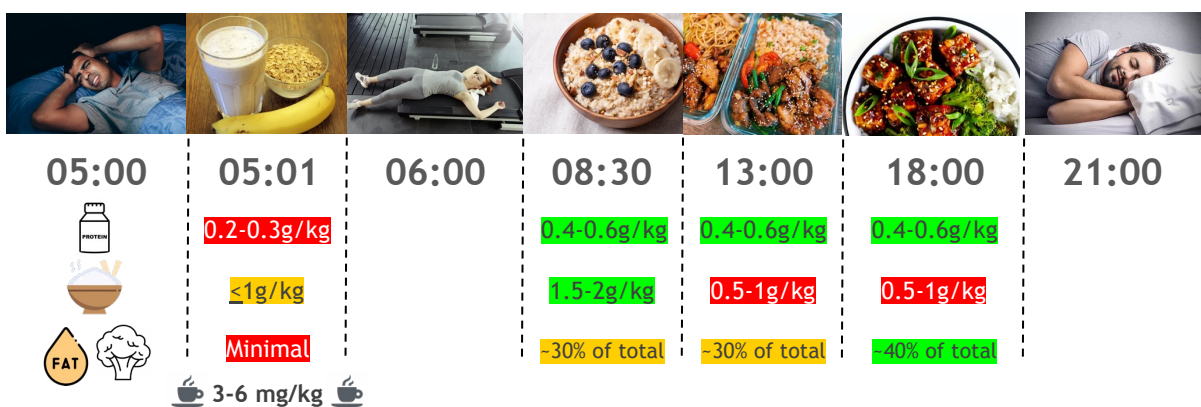 05:00 05:01 06:00 08:30 13:00 18:00 21:00
PROTEIN 0.2-0.3g/kg 0.4-0.6g/kg 0.4-0.6g/kg 0.4-0.6g/kg
<1g/kg 1.5-2g/kg 0.5-1g/kg 0.5-1g/kg
FAT Minimal ~30% of total ~30% of total ~40% of total
3-6 mg/kg